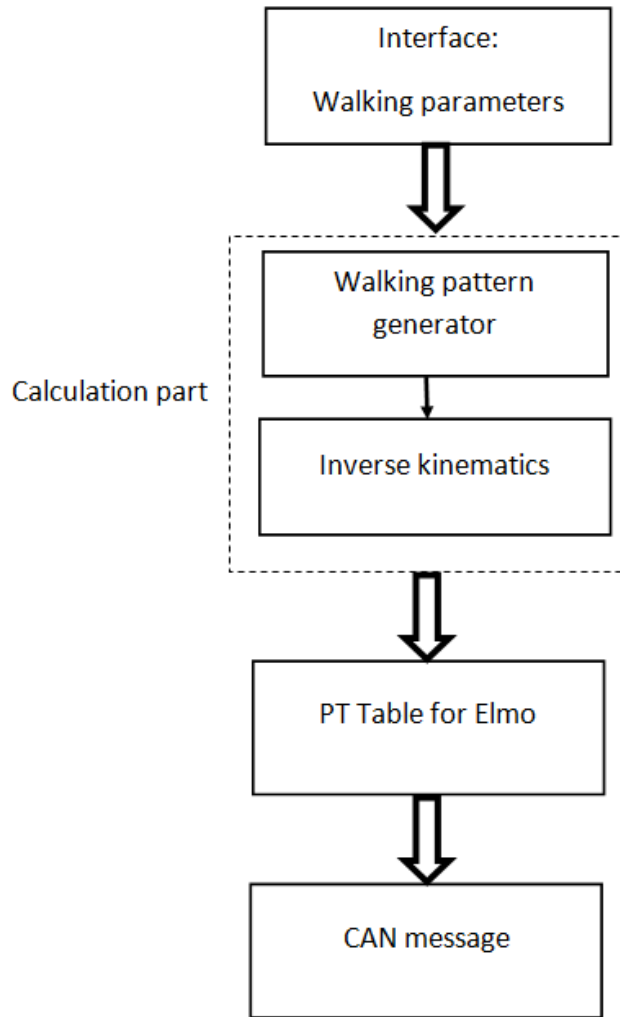 Interface:
Walking parameters
Walking pattern
generator
Calculation part
Inverse kinematics
PT Table for Elmo
CAN message